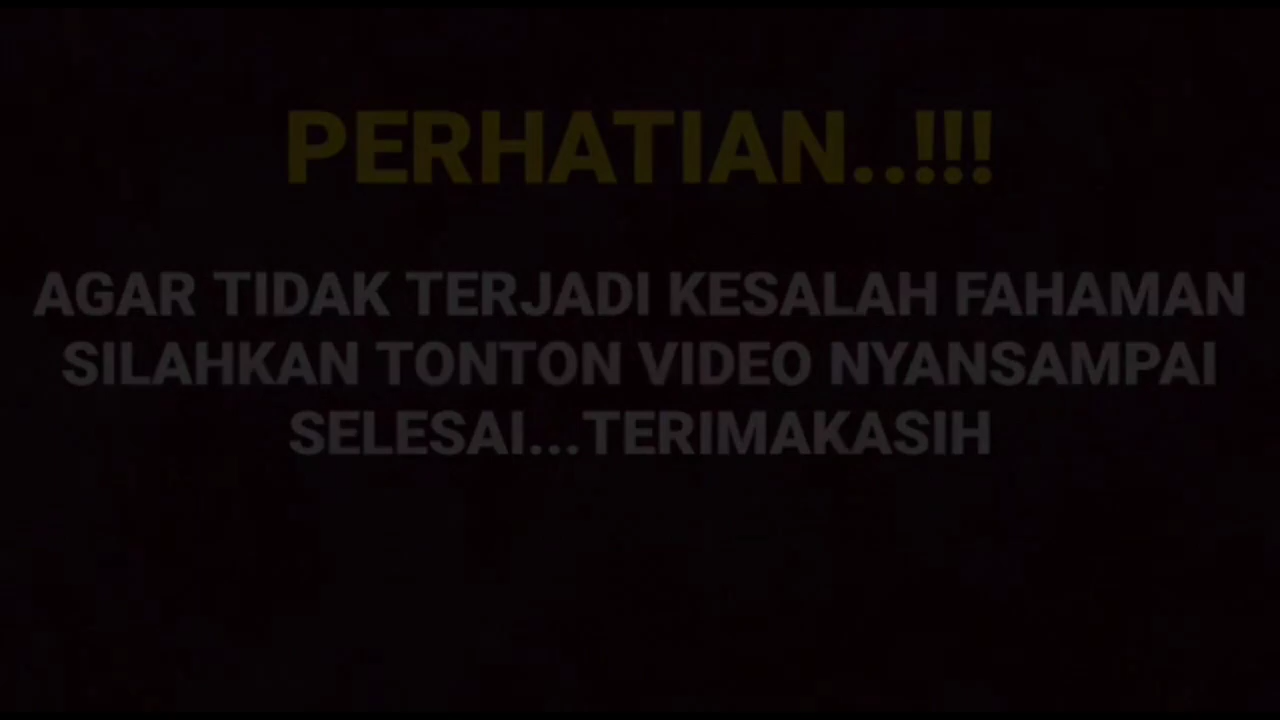 PERHATIAN..!!!
AGAR TIDAK TERJADI KESALAH FAHAMAN
SILAHKAN TONTON VIDEO NYANSAMPAI
SELESAI...TERIMAKASIH